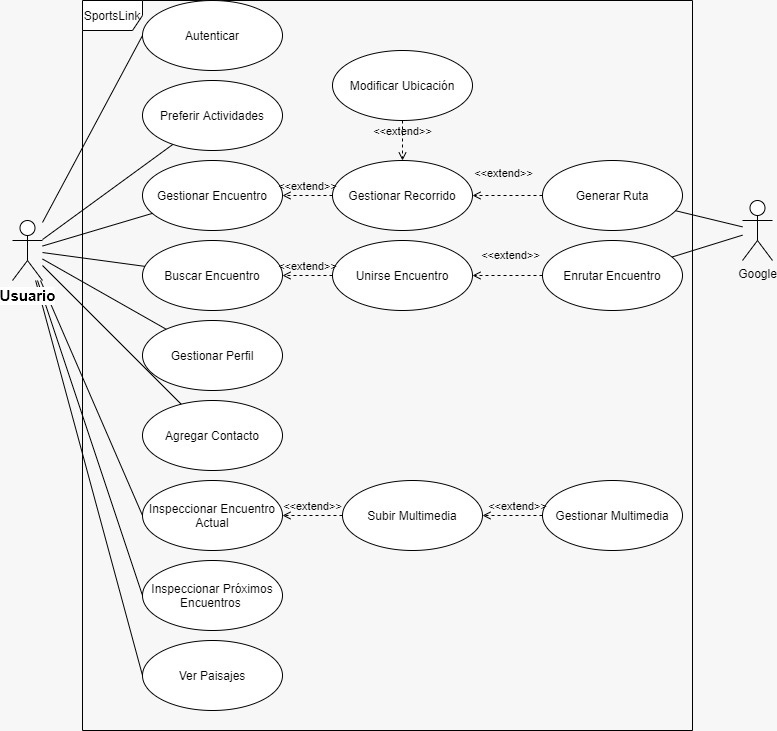 SportsLink
Autenticar
Modificar Ubicación
Preferir Actividades
<<extend>>
<<extend>>
<<extend>>
Gestionar Encuentro
Gestionar Recorrido
Generar Ruta
<<extend>>
<<extend>>
Buscar Encuentro
Unirse Encuentro
Enrutar Encuentro
Google
Usuario
Gestionar Perfil
Agregar Contacto
<<extend>>
<<extend>>
Inspeccionar Encuentro
Actual
Subir Multimedia
Gestionar Multimedia
Inspeccionar Próximos
Encuentros
Ver Paisajes